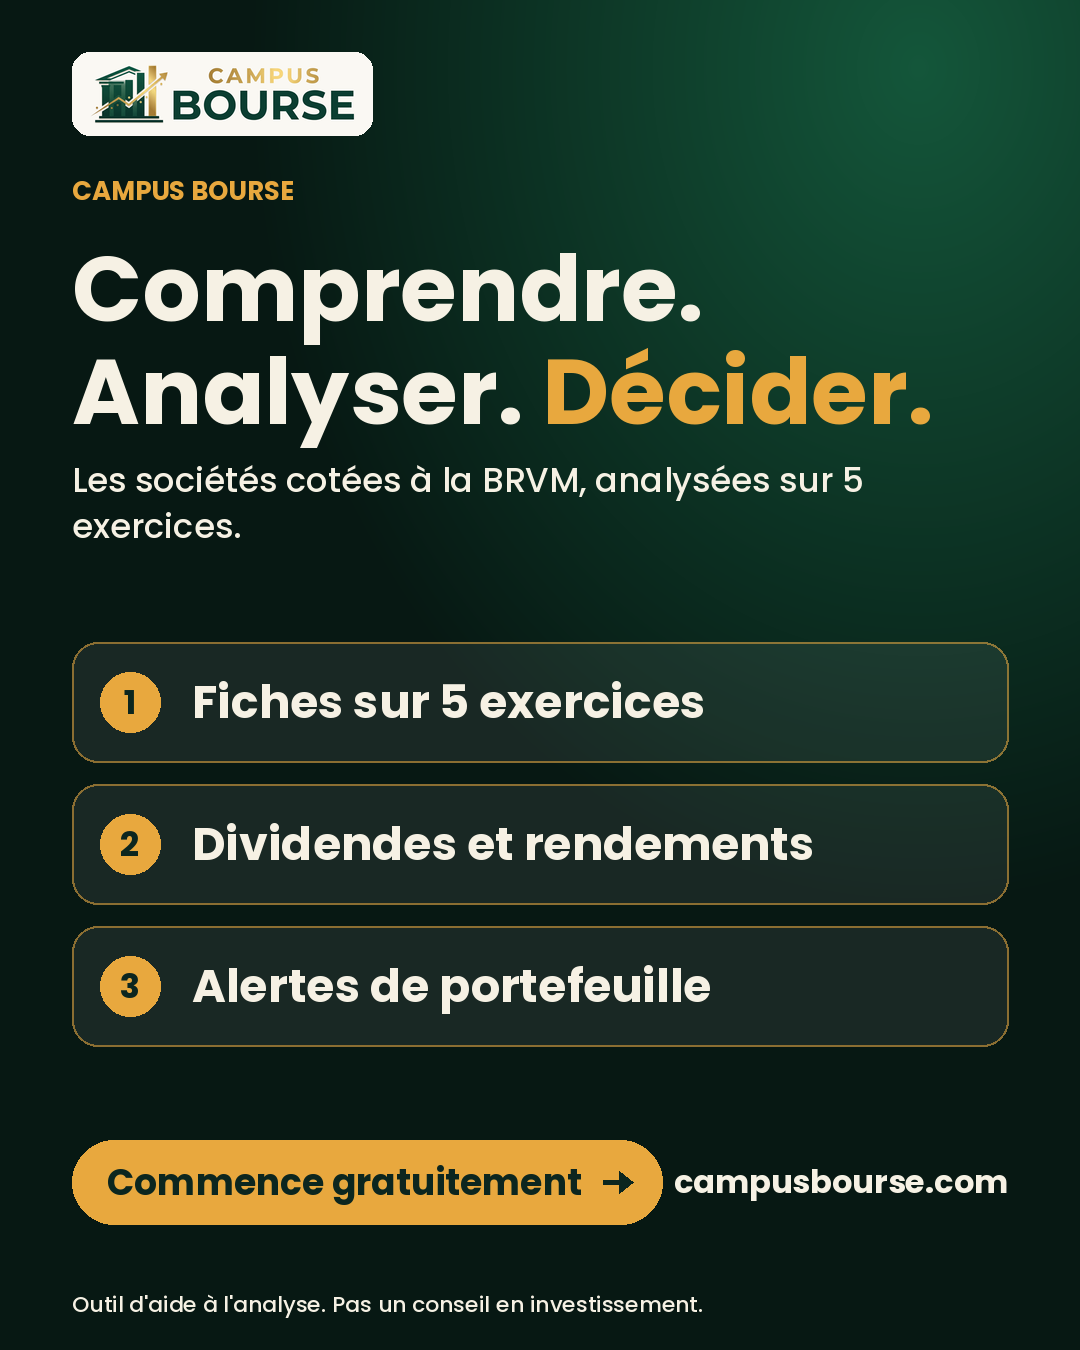 CAMPUS
BOURSE
CAMPUS BOURSE
Comprendre.
Analyser. Décider.
Les sociétés cotées à la BRVM, analysées sur 5
exercices.
1 Fiches sur 5 exercices
2 Dividendes et rendements
3 Alertes de portefeuille
Commence gratuitement → campusbourse.com
Outil d'aide à l'analyse. Pas un conseil en investissement.